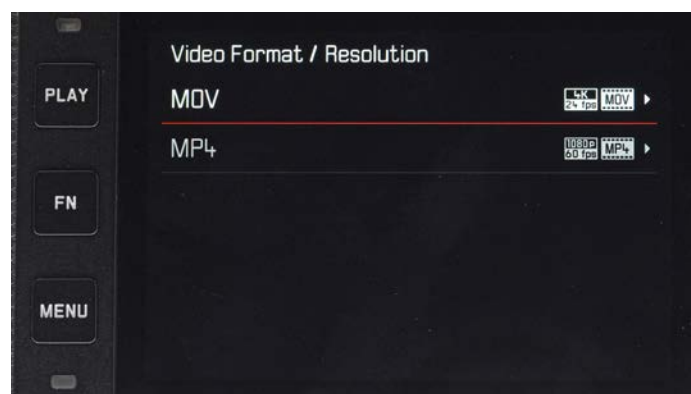 Video Format / Resolution
PLAY
MOV
4K
24 fps
MOV
MP4
1080p
60 fps
MP4
FN
MENU